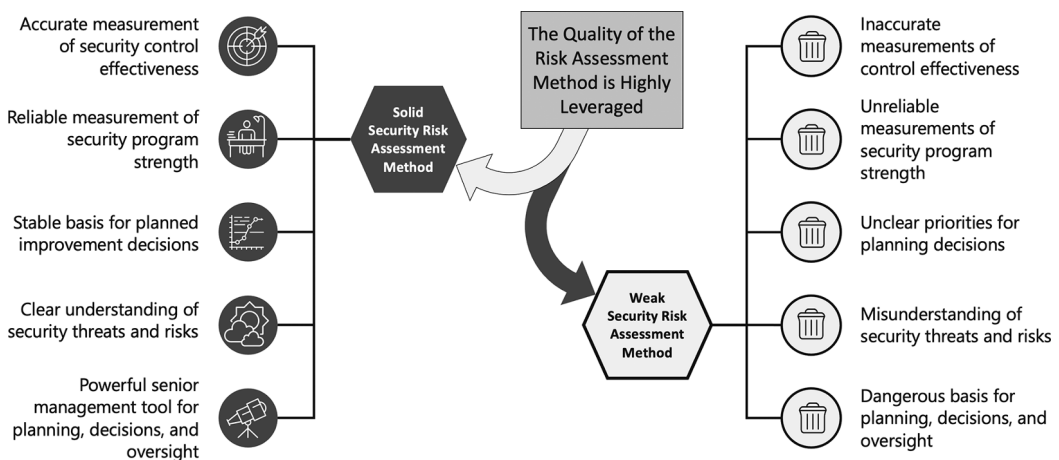 Accurate measurement
of security control
effectiveness
Reliable measurement of
security program
strength
Stable basis for planned
improvement decisions
Clear understanding of
security threats and risks
Powerful senior
management tool for
planning, decisions, and
oversight
Solid
Security Risk
Assessment
Method
The Quality of the
Risk Assessment
Method is Highly
Leveraged
Weak
Security Risk
Assessment
Method
Inaccurate
measurements of
control effectiveness
Unreliable
measurements of
security program
strength
Unclear priorities for
planning decisions
Misunderstanding of
security threats and risks
Dangerous basis for
planning, decisions, and
oversight